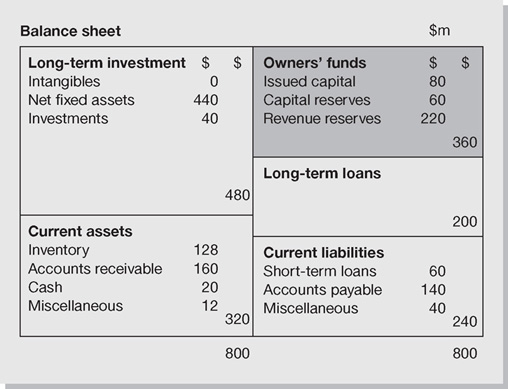 Balance sheet $m
Long-term investment $ $
Intangibles 0
Net fixed assets 440
Investments 40
480
Current assets
Inventory 128
Accounts receivable 160
Cash 20
Miscellaneous 12
320
800
Owners’ funds $ $
Issued capital 80
Capital reserves 60
Revenue reserves 220
360
Long-term loans
200
Current liabilities
Short-term loans 60
Accounts payable 140
Miscellaneous 40
240
800